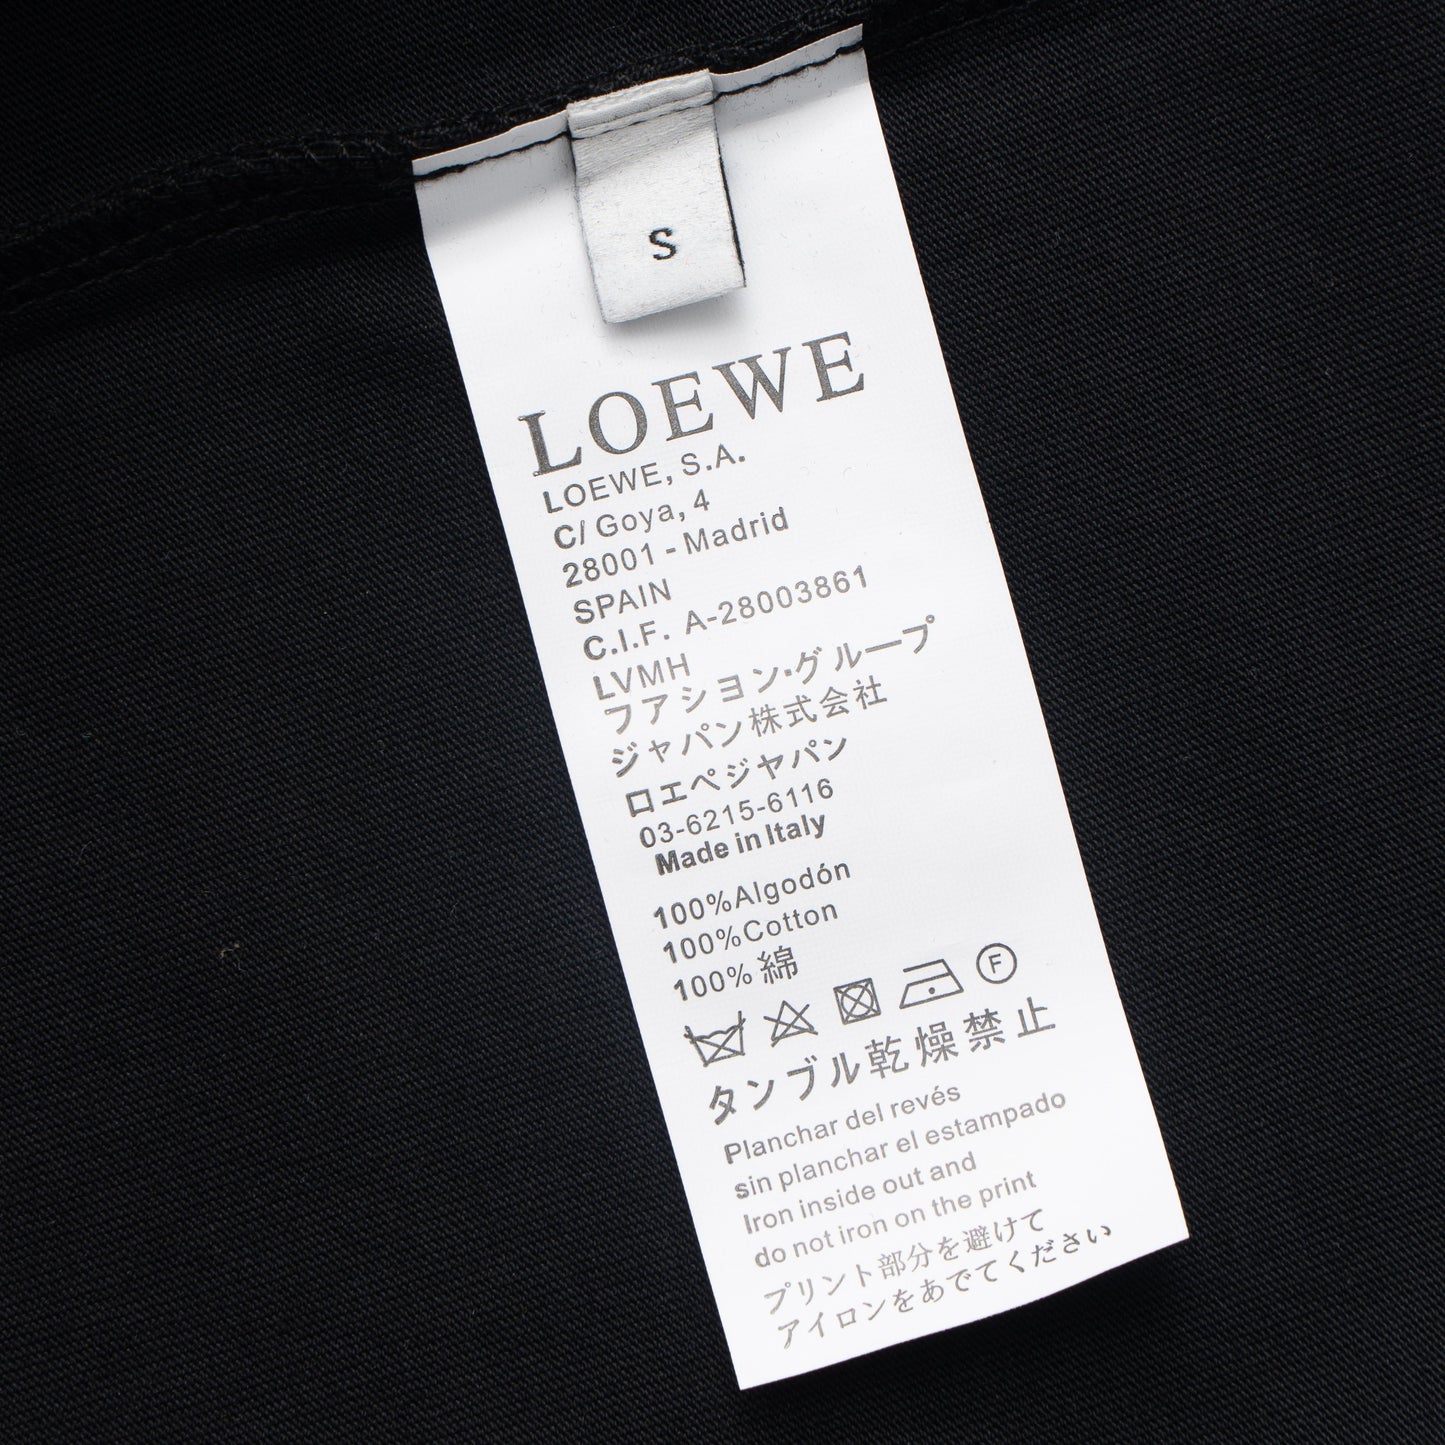 S
LOEWE
LOEWE, S.A.
C/ Goya, 4
28001 - Madrid
SPAIN
C.I.F. A-28003861
LVMH
フアシヨン・グループ
ジャパン株式会社
ロエペジヤパン
03-6215-6116
Made in Italy
100%Algodón
100%Cotton
100% 綿
F
タンブル乾燥禁止
Planchar del revés
sin planchar el estampado
Iron inside out and
do not iron on the print
プリント部分を避けて
アイロンをあでてください